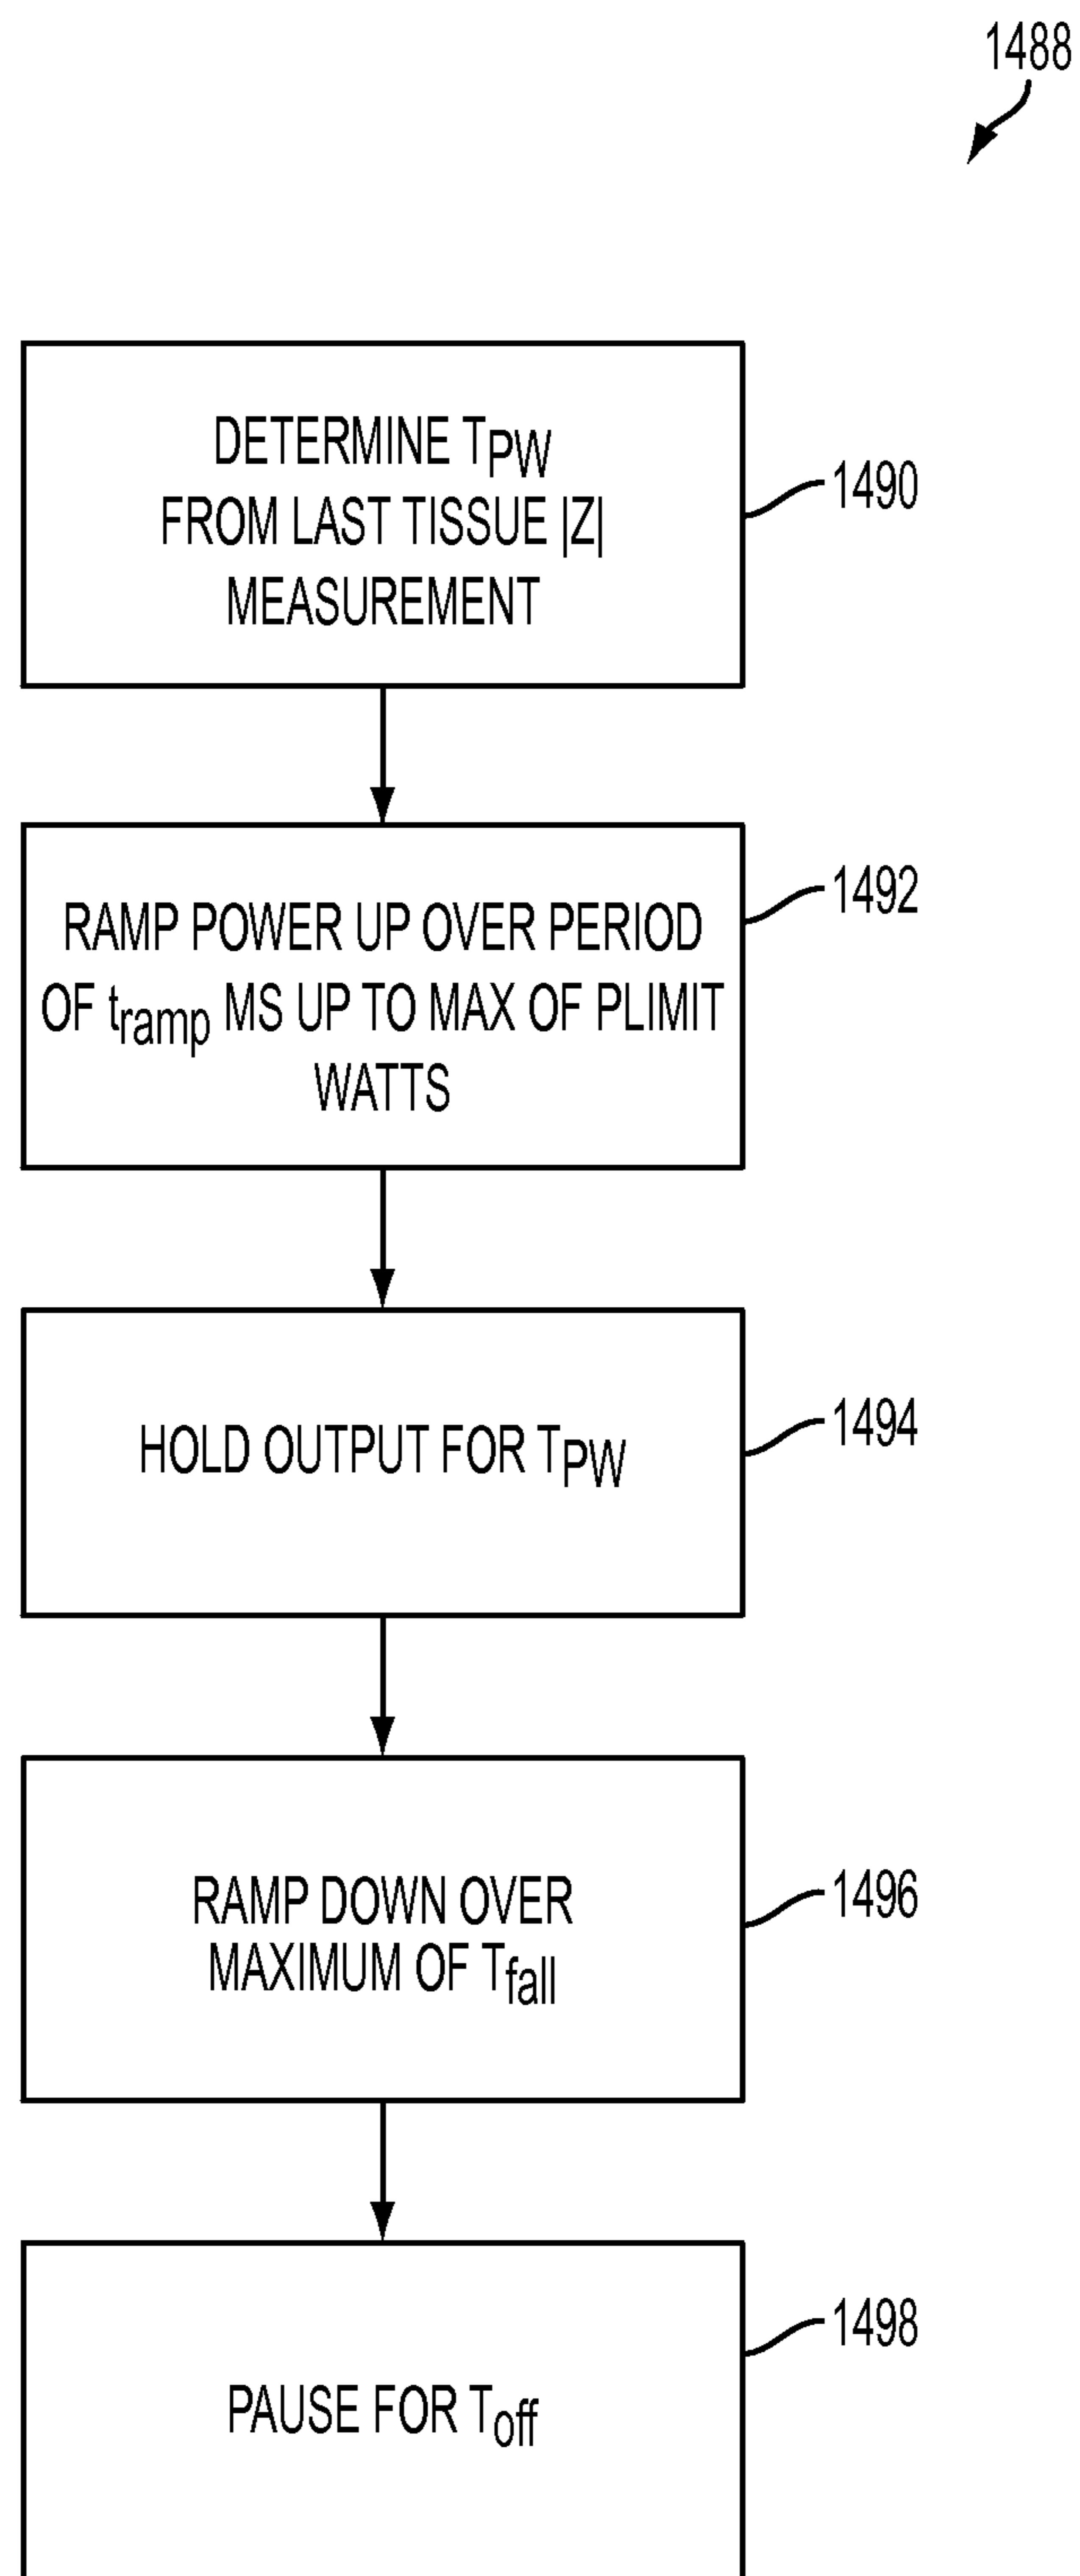 1488
DETERMINE TPW
FROM LAST TISSUE |Z|
MEASUREMENT
1490
RAMP POWER UP OVER PERIOD
OF tramp MS UP TO MAX OF PLIMIT
WATTS
1492
HOLD OUTPUT FOR TPW
1494
RAMP DOWN OVER
MAXIMUM OF Tfall
1496
PAUSE FOR Toff
1498